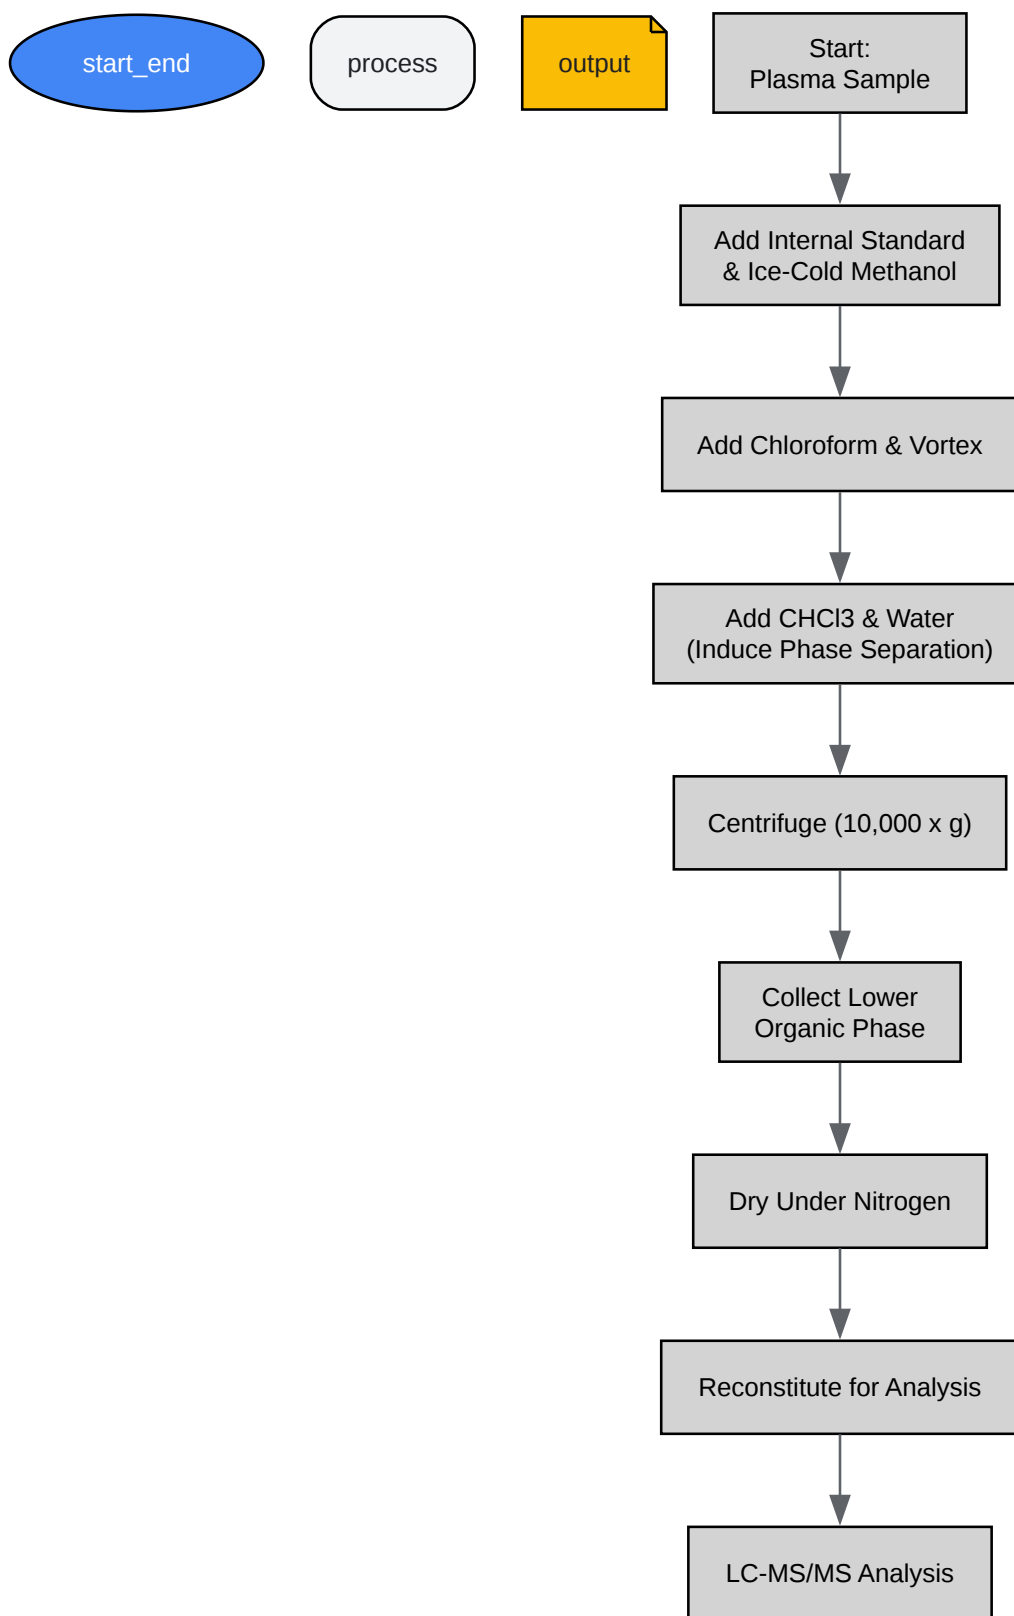 start_end
process
output
Start:
Plasma Sample
Add Internal Standard
& Ice-Cold Methanol
Add Chloroform & Vortex
Add CHCl3 & Water
(Induce Phase Separation)
Centrifuge (10,000 x g)
Collect Lower
Organic Phase
Dry Under Nitrogen
Reconstitute for Analysis
LC-MS/MS Analysis